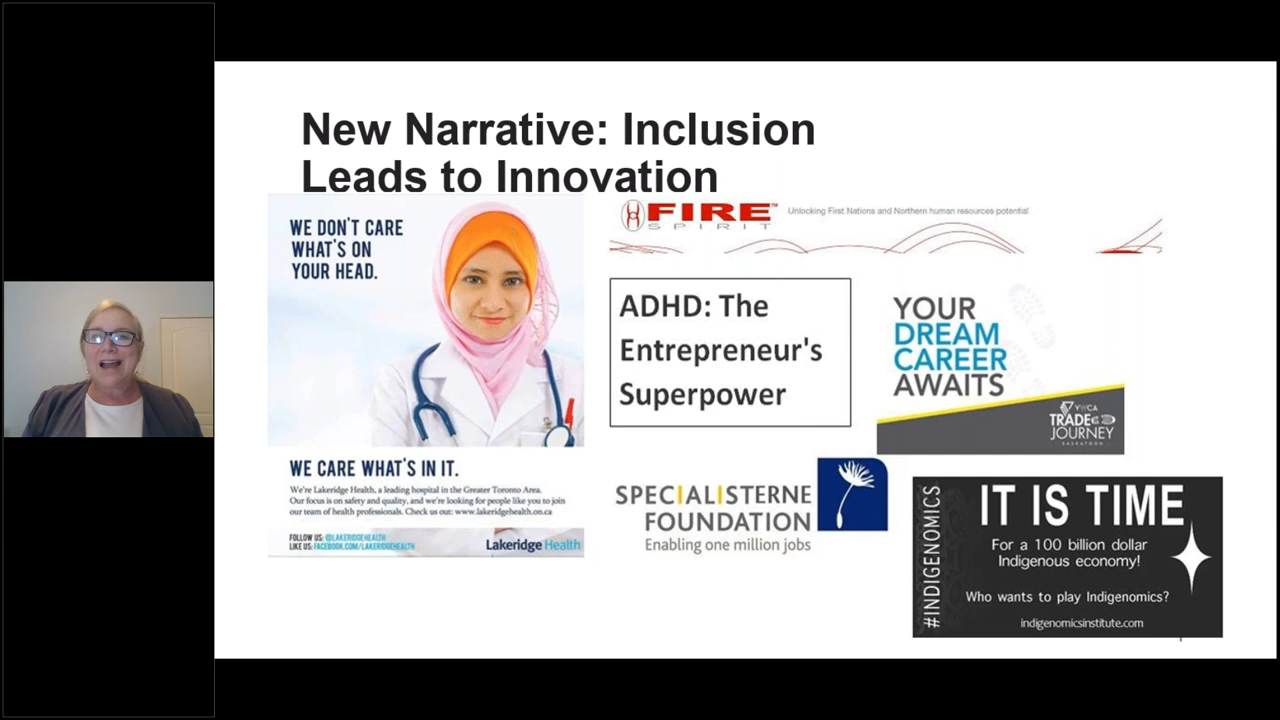 New Narrative: Inclusion
Leads to Innovation
WE DON'T CARE
WHAT'S ON
YOUR HEAD.
WE CARE WHAT'S IN IT.
We're Lakeridge Health, a leading hospital in the Greater Toronto Area.
Our focus is on safety and quality, and we're looking for people like you to join
our team of health professionals. Check us out: www.lakeridgehealth.on.ca
FOLLOW US: @LAKERIDGEHEALTH
LIKE US: FACEBOOK.COM/LAKERIDGEHEALTH
Lakeridge Health
FIRE™
SPIRIT
Unlocking First Nations and Northern human resources potential
ADHD: The
Entrepreneur's
Superpower
YOUR
DREAM
CAREER
AWAITS
YWCA
TRADE
JOURNEY
SASKATOON
SPECIALISTERNE
FOUNDATION
Enabling one million jobs
#INDIGENOMICS
IT IS TIME
For a 100 billion dollar
Indigenous economy!
Who wants to play Indigenomics?
indigenomicsinstitute.com